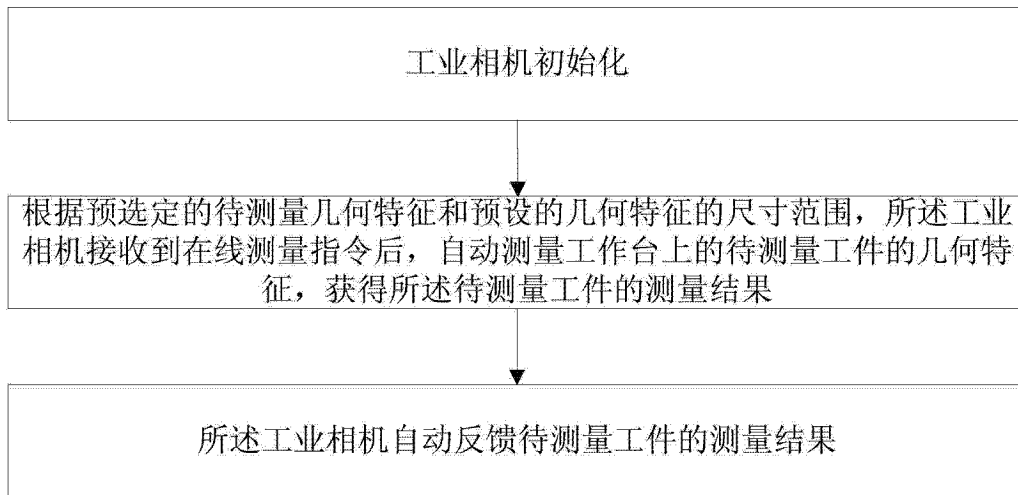 工业相机初始化
根据预选定的待测量几何特征和预设的几何特征的尺寸范围，所述工业
相机接收到在线测量指令后，自动测量工作台上的待测量工件的几何特
征，获得所述待测量工件的测量结果
所述工业相机自动反馈待测量工件的测量结果